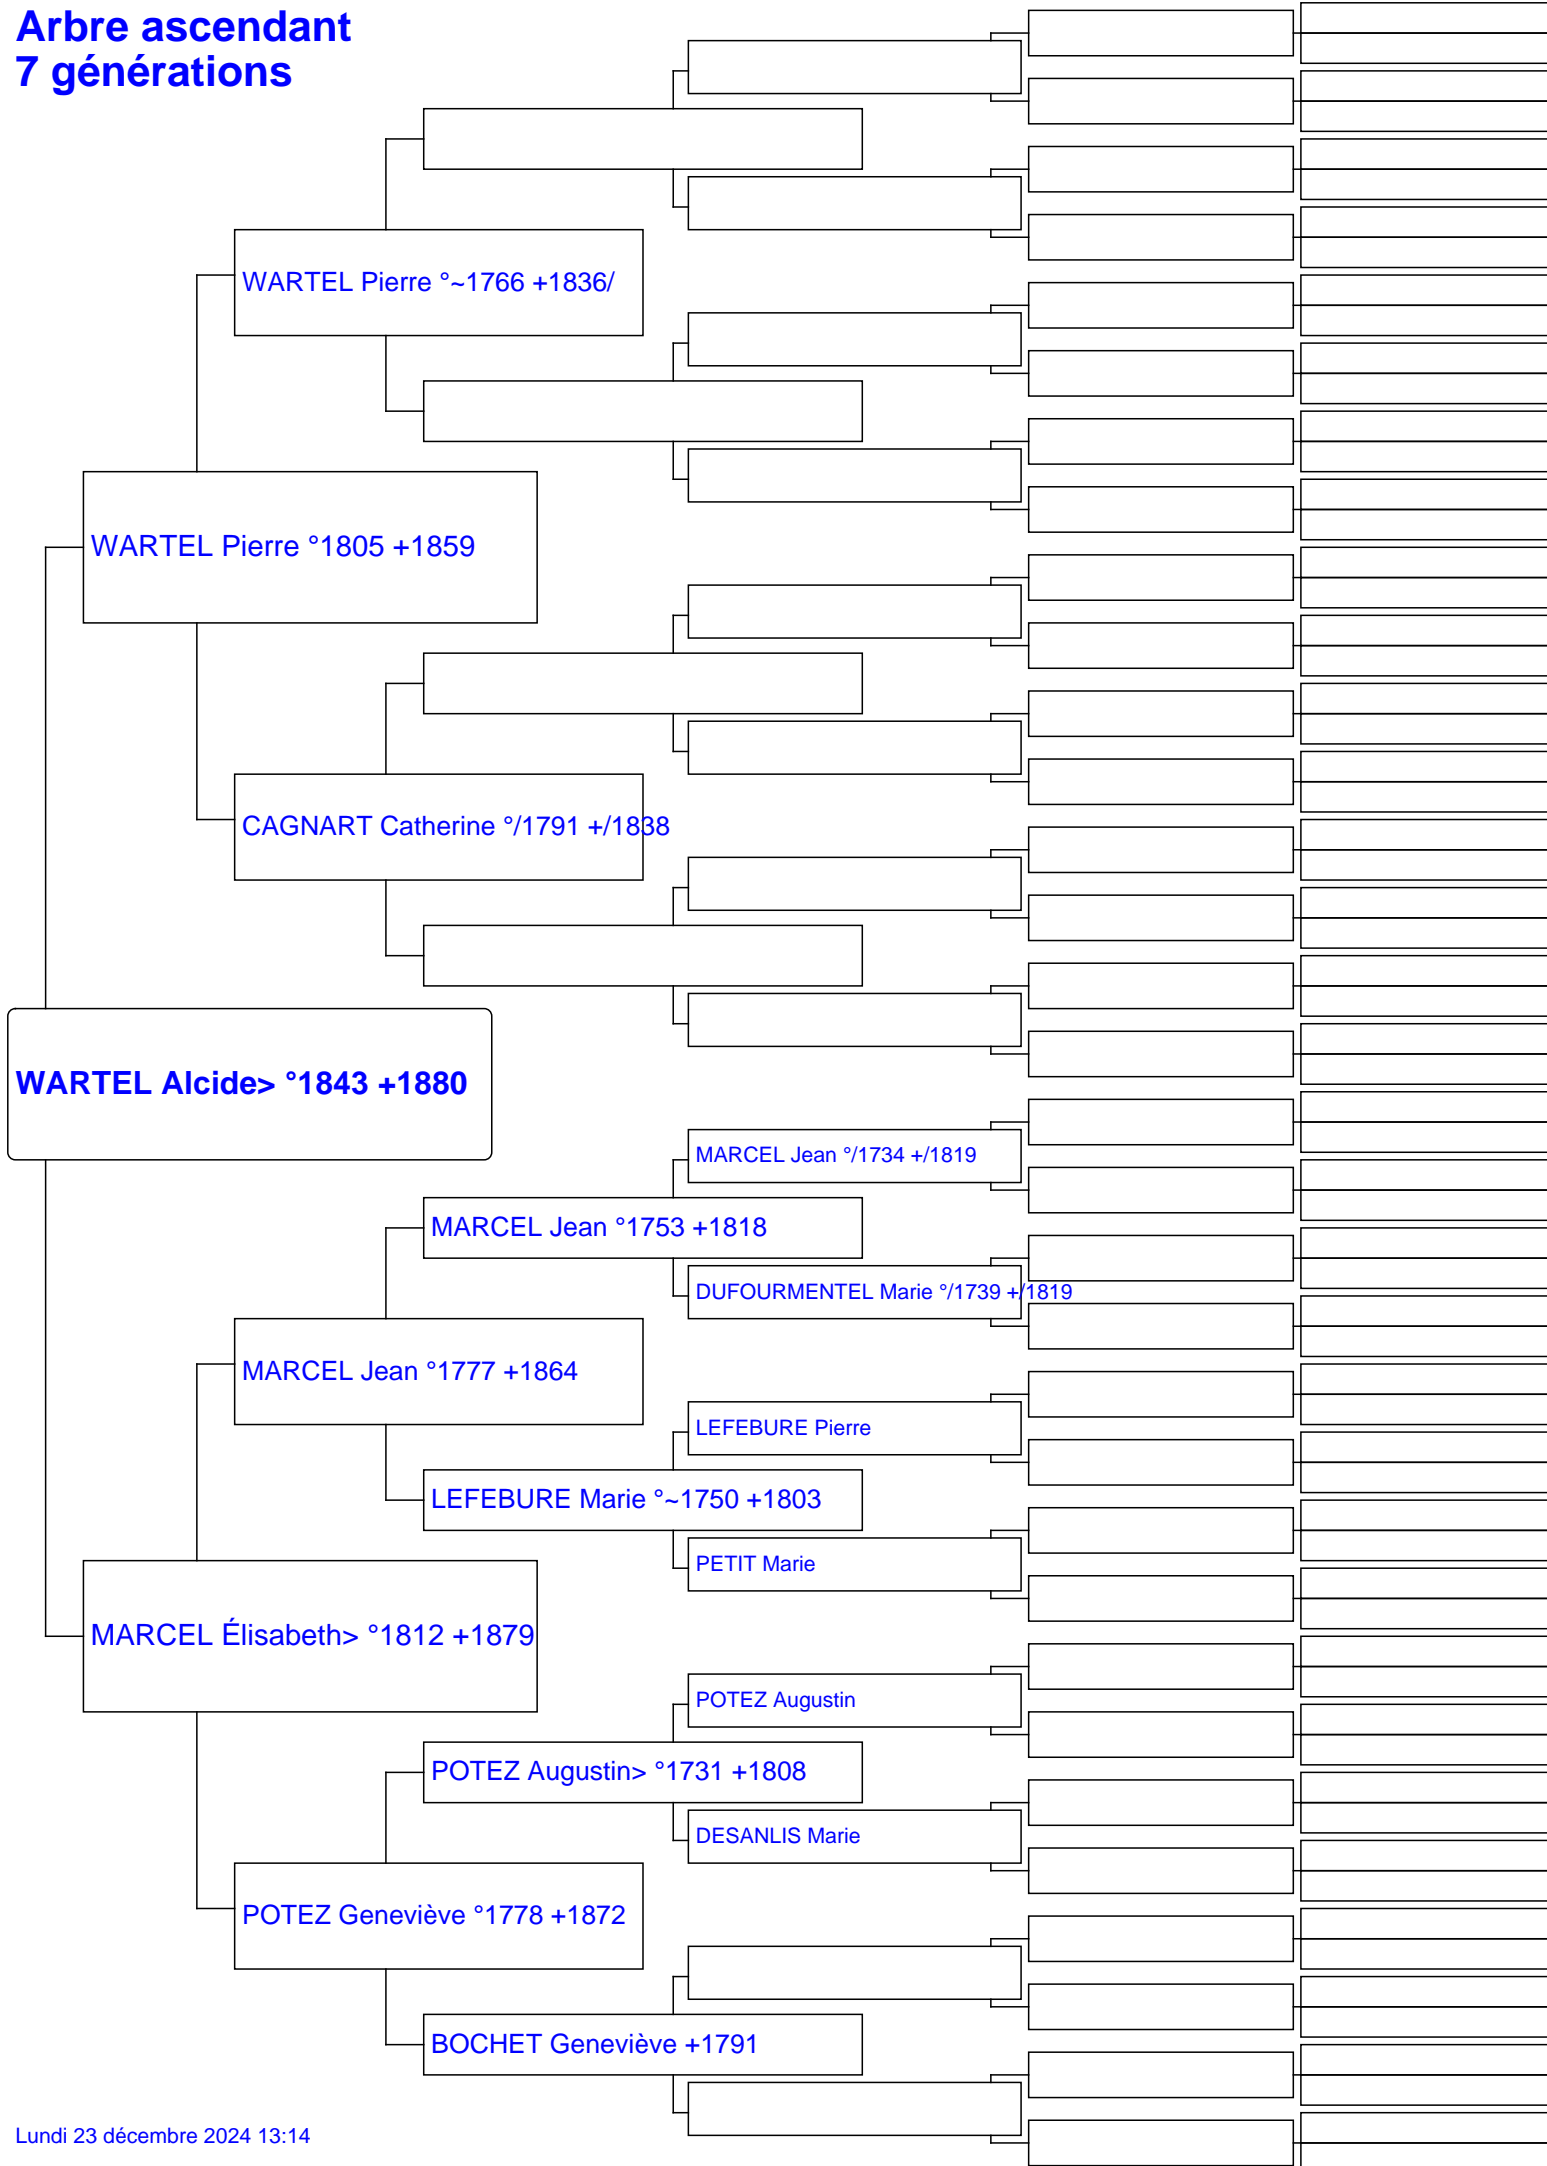 Arbre ascendant
7 générations
WARTEL Pierre °~1766 +1836/
WARTEL Pierre °1805 +1859
CAGNART Catherine °/1791 +/1838
WARTEL Alcide> °1843 +1880
MARCEL Jean °/1734 +/1819
MARCEL Jean °1753 +1818
DUFOURMENTEL Marie °/1739 +/1819
MARCEL Jean °1777 +1864
LEFEBURE Pierre
LEFEBURE Marie °~1750 +1803
PETIT Marie
MARCEL Élisabeth> °1812 +1879
POTEZ Augustin
POTEZ Augustin> °1731 +1808
DESANLIS Marie
POTEZ Geneviève °1778 +1872
BOCHET Geneviève +1791
Lundi 23 décembre 2024 13:14